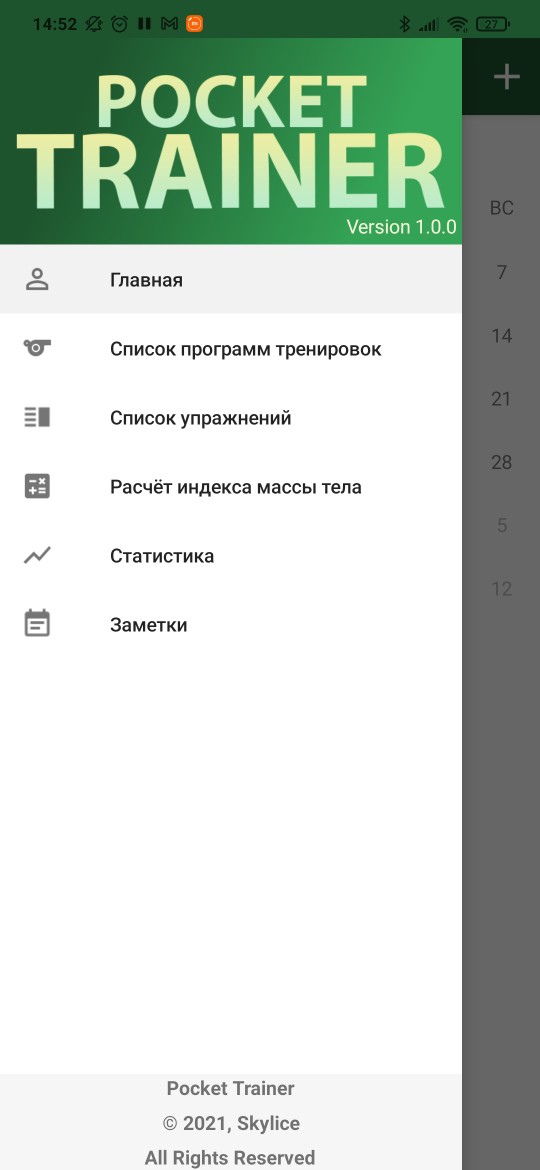 14:52
27
POCKET
TRAINER
Version 1.0.0
Главная
Список программ тренировок
Список упражнений
Расчёт индекса массы тела
Статистика
Заметки
ВС
7
14
21
28
5
12
Pocket Trainer
© 2021, Skylice
All Rights Reserved